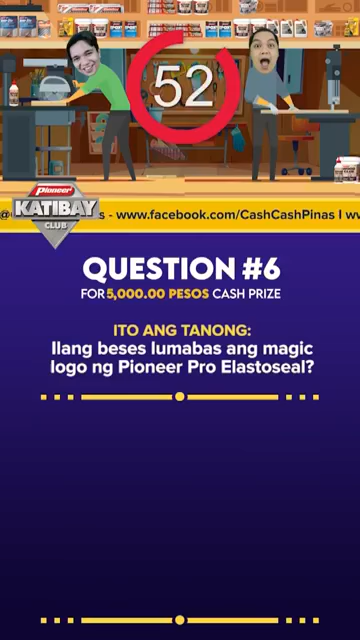 52
Pioneer
KATIBAY
CLUB
s - www.facebook.com/CashCashPinas I w
QUESTION #6
FOR 5,000.00 PESOS CASH PRIZE
ITO ANG TANONG:
Ilang beses lumabas ang magic
logo ng Pioneer Pro Elastoseal?